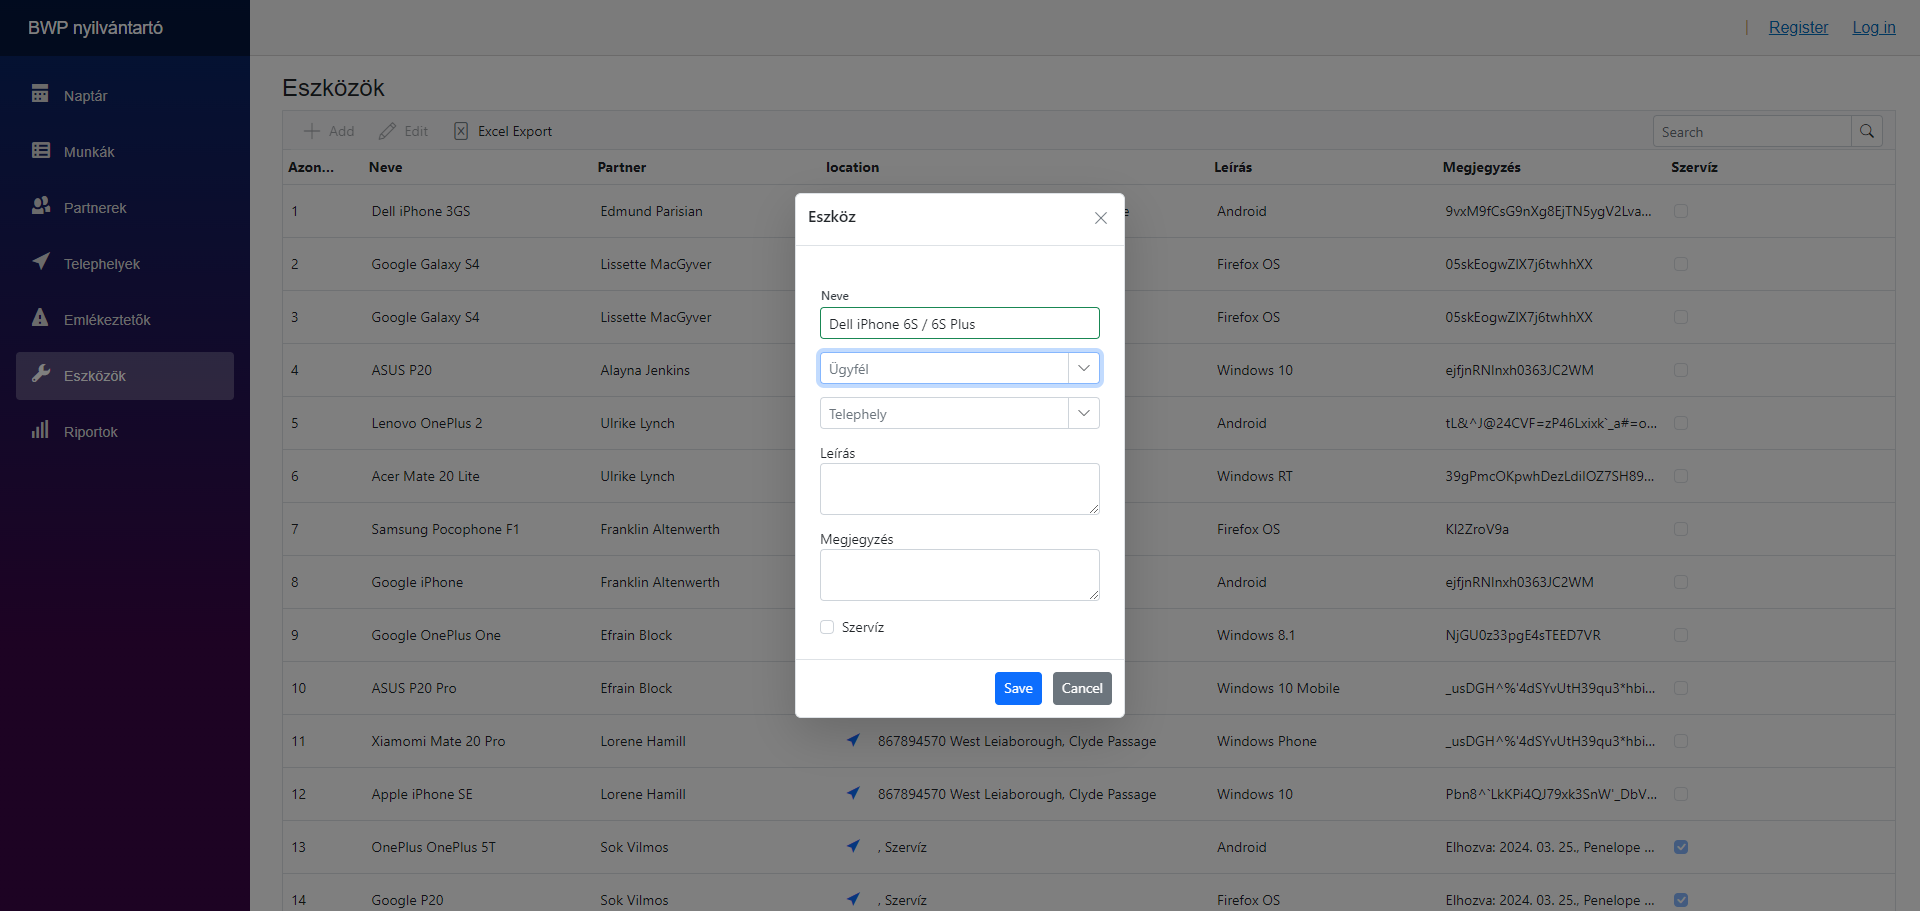 BWP nyilvántartó
Register Log in
Naptár
Munkák
Partnerek
Telephelyek
Emlékeztetők
Eszközök
Riportok
Eszközök
Add Edit Excel Export Search
Azon... Neve Partner location Leírás Megjegyzés Szervíz
1 Dell iPhone 3GS Edmund Parisian Android 9vxM9fCsG9nXg8EjTN5ygV2Lva...
2 Google Galaxy S4 Lissette MacGyver Firefox OS 05skEogwZIX7j6twhhXX
3 Google Galaxy S4 Lissette MacGyver Firefox OS 05skEogwZIX7j6twhhXX
4 ASUS P20 Alayna Jenkins Windows 10 ejfjnRNInxh0363JC2WM
5 Lenovo OnePlus 2 Ulrike Lynch Android tL&^J@24CVF=zP46Lxixk`_a#=o...
6 Acer Mate 20 Lite Ulrike Lynch Windows RT 39gPmcOKpwhDezLdiIOZ7SH89...
7 Samsung Pocophone F1 Franklin Altenwerth Firefox OS KI2ZroV9a
8 Google iPhone Franklin Altenwerth Android ejfjnRNInxh0363JC2WM
9 Google OnePlus One Efrain Block Windows 8.1 NjGU0z33pgE4sTEED7VR
10 ASUS P20 Pro Efrain Block Windows 10 Mobile _usDGH^%'4dSYvUtH39qu3*hbi...
11 Xiamomi Mate 20 Pro Lorene Hamill 867894570 West Leiaborough, Clyde Passage Windows Phone _usDGH^%'4dSYvUtH39qu3*hbi...
12 Apple iPhone SE Lorene Hamill 867894570 West Leiaborough, Clyde Passage Windows 10 Pbn8^`LkKPi4QJ79xk3SnW'_DbV...
13 OnePlus OnePlus 5T Sok Vilmos , Szervíz Android Elhozva: 2024. 03. 25., Penelope ...
14 Google P20 Sok Vilmos , Szervíz Firefox OS Elhozva: 2024. 03. 25., Penelope ...
Eszköz
Neve
Dell iPhone 6S / 6S Plus
Ügyfél
Telephely
Leírás
Megjegyzés
Szervíz
Save Cancel